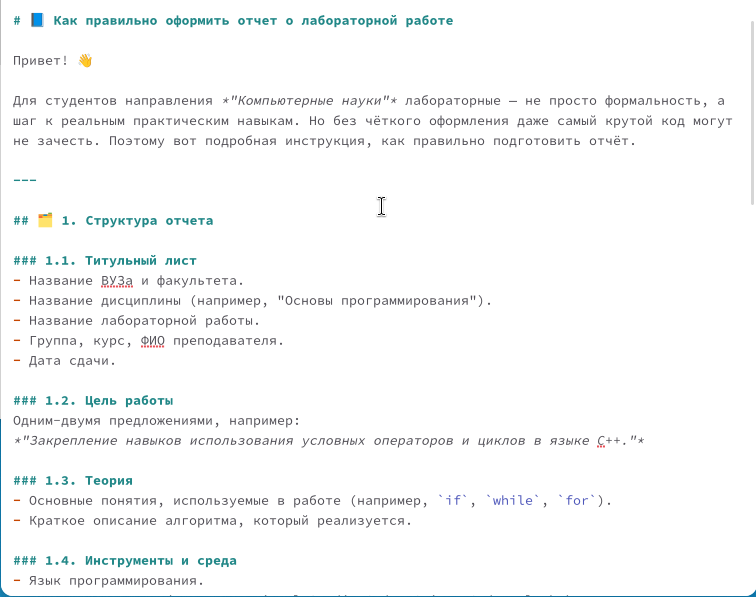 # 📘 Как правильно оформить отчет о лабораторной работе
Привет! 👋
Для студентов направления *"Компьютерные науки"* лабораторные — не просто формальность, а
шаг к реальным практическим навыкам. Но без чёткого оформления даже самый крутой код могут
не зачесть. Поэтому вот подробная инструкция, как правильно подготовить отчёт.
---
## 🗂️ 1. Структура отчета
### 1.1. Титульный лист
- Название ВУЗа и факультета.
- Название дисциплины (например, "Основы программирования").
- Название лабораторной работы.
- Группа, курс, ФИО преподавателя.
- Дата сдачи.
### 1.2. Цель работы
Одним-двумя предложениями, например:
*"Закрепление навыков использования условных операторов и циклов в языке C++."*
### 1.3. Теория
- Основные понятия, используемые в работе (например, `if`, `while`, `for`).
- Краткое описание алгоритма, который реализуется.
### 1.4. Инструменты и среда
- Язык программирования.